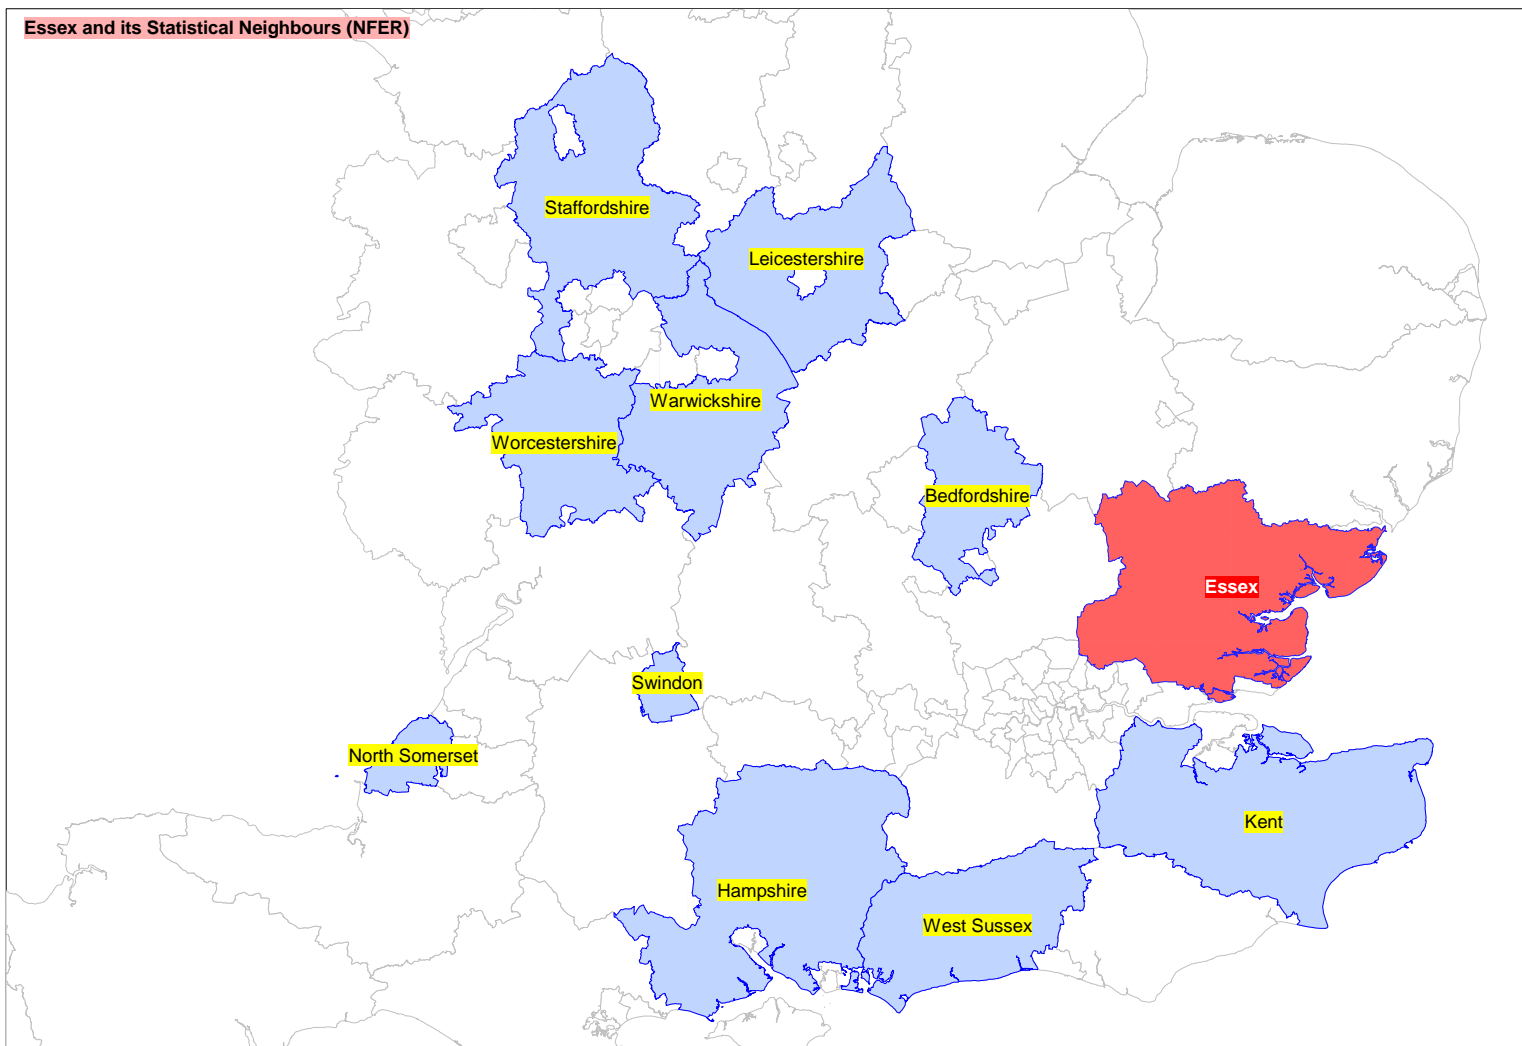 Essex and its Statistical Neighbours (NFER)
Staffordshire
Leicestershire
Warwickshire
Worcestershire
Bedfordshire
Essex
Swindon
North Somerset
Kent
Hampshire
West Sussex